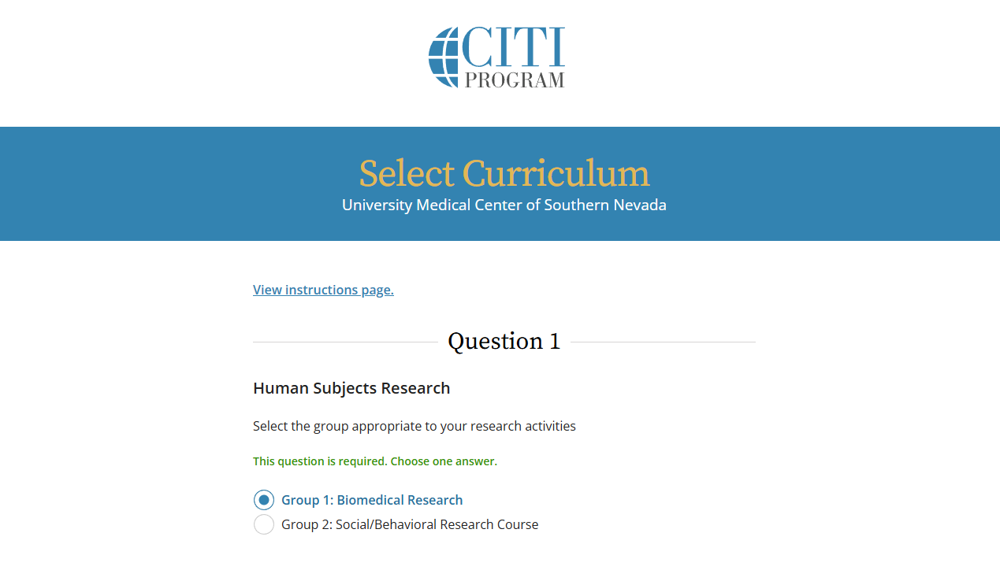 CITI
PROGRAM
Select Curriculum
University Medical Center of Southern Nevada
View instructions page.
Question 1
Human Subjects Research
Select the group appropriate to your research activities
This question is required. Choose one answer.
Group 1: Biomedical Research
Group 2: Social/Behavioral Research Course